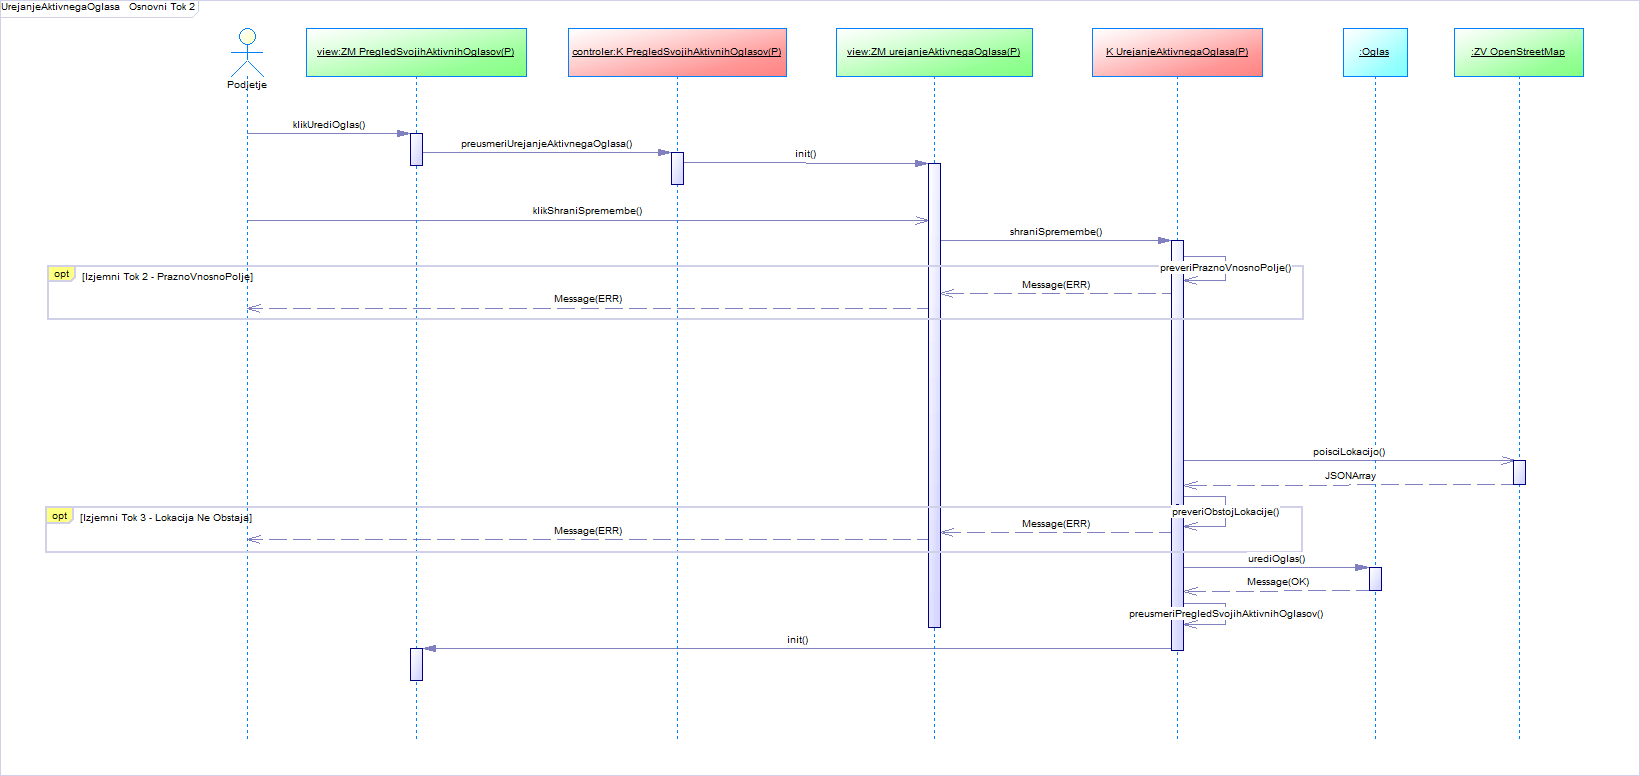 UrejanjeAktivnegaOglasa Osnovni Tok 2
view:ZM PregledSvojihAktivnihOglasov(P)
controler:K PregledSvojihAktivnihOglasov(P)
view:ZM urejanjeAktivnegaOglasa(P)
K UrejanjeAktivnegaOglasa(P)
:Oglas
:ZV OpenStreetMap
Podjetje
klikUrediOglas()
preusmeriUrejanjeAktivnegaOglasa()
init()
klikShraniSpremembe()
shraniSpremembe()
opt
[Izjemni Tok 2 - PraznoVnosnoPolje]
preveriPraznoVnosnoPolje()
Message(ERR)
Message(ERR)
poisciLokacijo()
JSONArray
opt
[Izjemni Tok 3 - Lokacija Ne Obstaja]
preveriObstojLokacije()
Message(ERR)
Message(ERR)
urediOglas()
Message(OK)
preusmeriPregledSvojihAktivnihOglasov()
init()